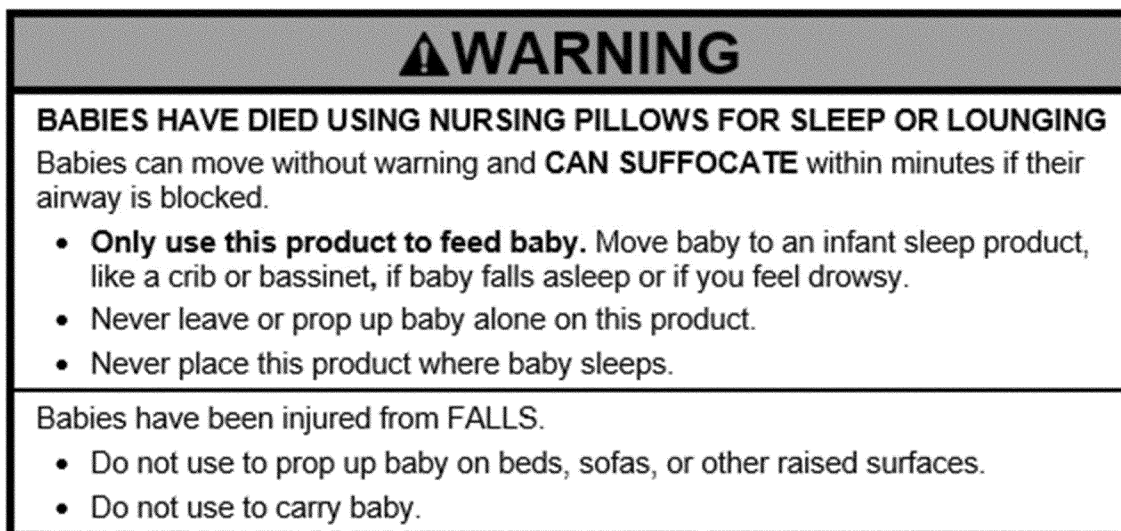 ⚠WARNING
BABIES HAVE DIED USING NURSING PILLOWS FOR SLEEP OR LOUNGING
Babies can move without warning and CAN SUFFOCATE within minutes if their
airway is blocked.
• Only use this product to feed baby. Move baby to an infant sleep product,
like a crib or bassinet, if baby falls asleep or if you feel drowsy.
• Never leave or prop up baby alone on this product.
• Never place this product where baby sleeps.
Babies have been injured from FALLS.
• Do not use to prop up baby on beds, sofas, or other raised surfaces.
• Do not use to carry baby.